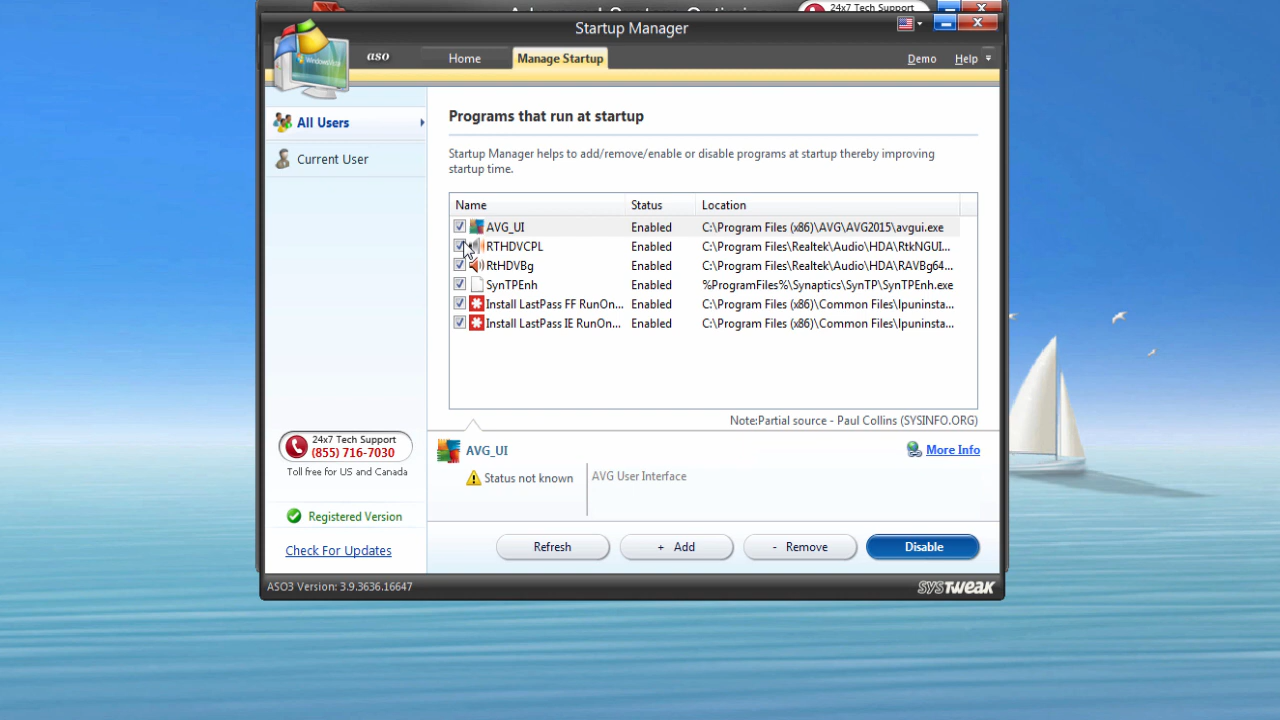 24x7 Tech Support
Startup Manager
aso
Home
Manage Startup
Demo
Help
All Users
Current User
Programs that run at startup
Startup Manager helps to add/remove/enable or disable programs at startup thereby improving
startup time.
Name Status Location
AVG_UI Enabled C:\Program Files (x86)\AVG\AVG2015\avgui.exe
RTHDVCPL Enabled C:\Program Files\Realtek\Audio\HDA\RtkNGUI...
RtHDVBg Enabled C:\Program Files\Realtek\Audio\HDA\RAVBg64...
SynTPEnh Enabled %ProgramFiles%\Synaptics\SynTP\SynTPEnh.exe
Install LastPass FF RunOn... Enabled C:\Program Files (x86)\Common Files\lpuninsta...
Install LastPass IE RunOn... Enabled C:\Program Files (x86)\Common Files\lpuninsta...
Note:Partial source - Paul Collins (SYSINFO.ORG)
24x7 Tech Support
(855) 716-7030
Toll free for US and Canada
Registered Version
Check For Updates
AVG_UI
More Info
Status not known
AVG User Interface
Refresh
+ Add
- Remove
Disable
ASO3 Version: 3.9.3636.16647
SYSTWEAK